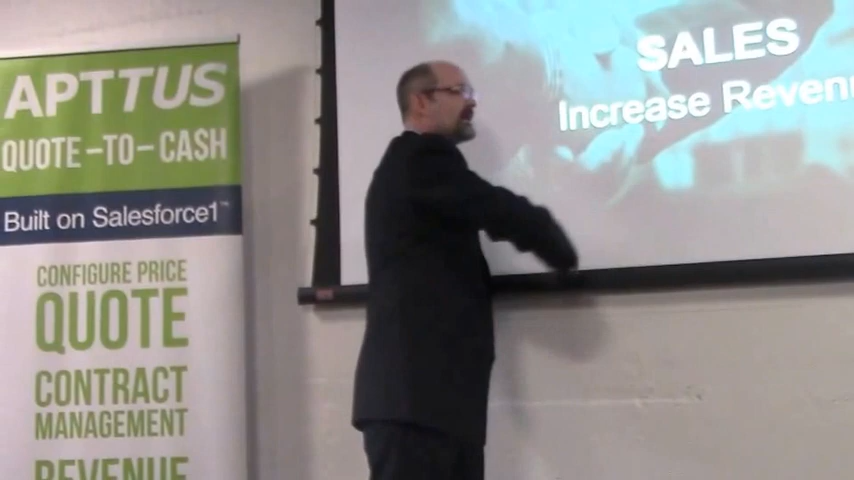 APTTUS
QUOTE-TO-CASH
Built on Salesforce1™
CONFIGURE PRICE
QUOTE
CONTRACT
MANAGEMENT
REVENUE
SALES
Increase Reven